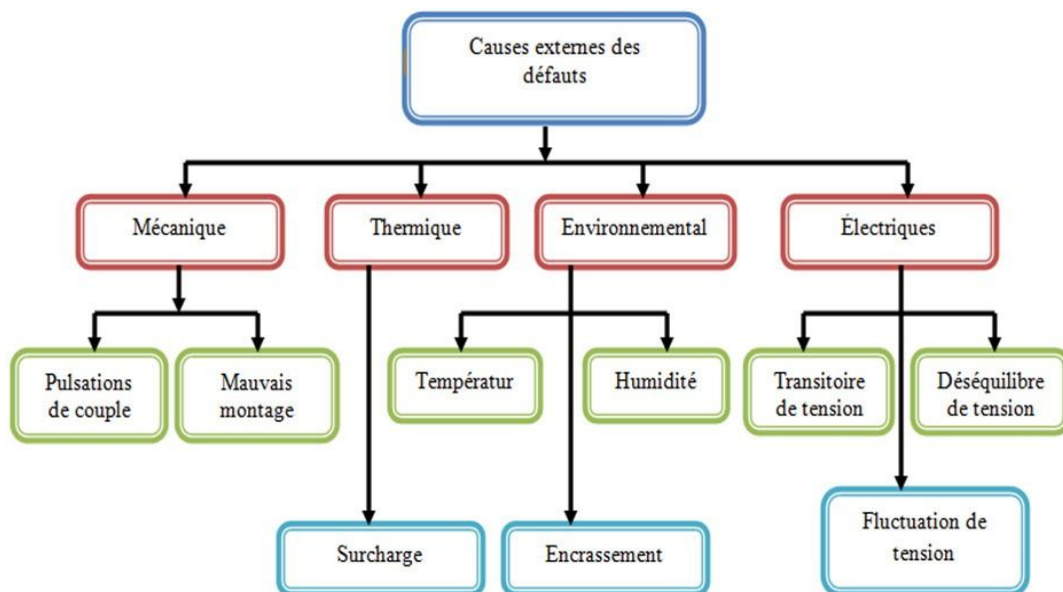 Causes externes des
défauts
Mécanique
Thermique
Environnemental
Électriques
Pulsations
de couple
Mauvais
montage
Températur
Humidité
Transitoire
de tension
Déséquilibre
de tension
Surcharge
Encrassement
Fluctuation de
tension